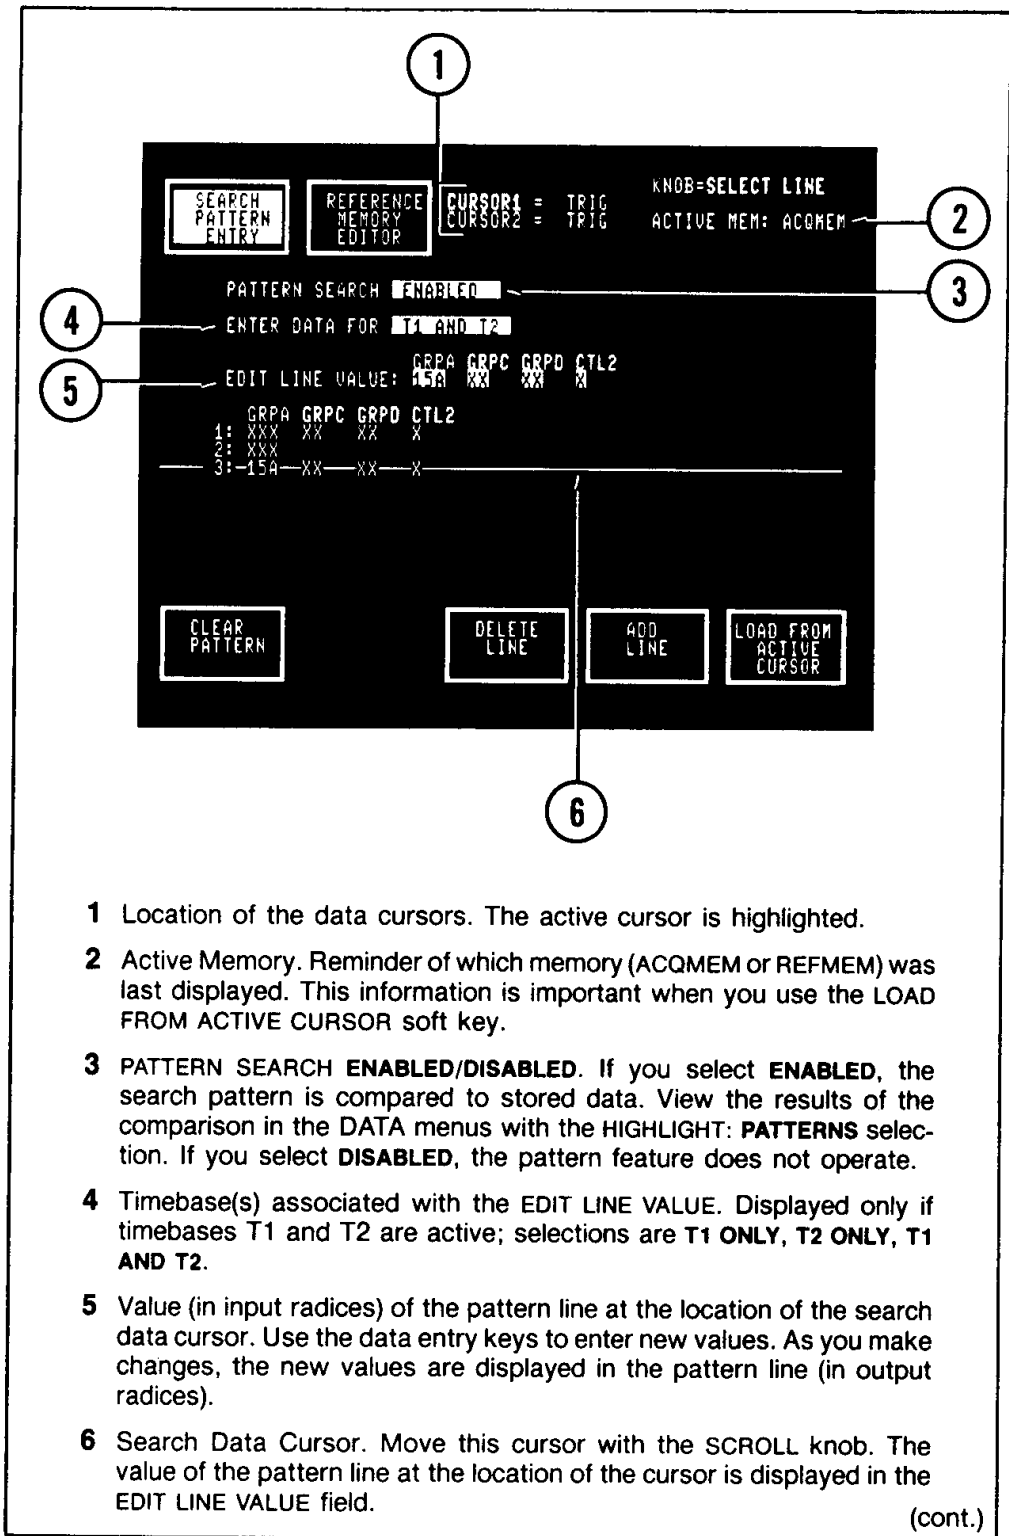 1
SEARCH PATTERN ENTRY
REFERENCE MEMORY EDITOR
CURSOR1 = TRIG
CURSOR2 = TRIG
KNOB=SELECT LINE
ACTIVE MEM: ACQMEM
2
PATTERN SEARCH ENABLED
3
4
ENTER DATA FOR T1 AND T2
GRPA GRPC GRPD CTL2
5
EDIT LINE VALUE: 15A XX XX X
GRPA GRPC GRPD CTL2
1: XXX XX XX X
2: XXX
3: 15A XX XX X
CLEAR PATTERN
DELETE LINE
ADD LINE
LOAD FROM ACTIVE CURSOR
6
1 Location of the data cursors. The active cursor is highlighted.
2 Active Memory. Reminder of which memory (ACQMEM or REFMEM) was
last displayed. This information is important when you use the LOAD
FROM ACTIVE CURSOR soft key.
3 PATTERN SEARCH ENABLED/DISABLED. If you select ENABLED, the
search pattern is compared to stored data. View the results of the
comparison in the DATA menus with the HIGHLIGHT: PATTERNS selec-
tion. If you select DISABLED, the pattern feature does not operate.
4 Timebase(s) associated with the EDIT LINE VALUE. Displayed only if
timebases T1 and T2 are active; selections are T1 ONLY, T2 ONLY, T1
AND T2.
5 Value (in input radices) of the pattern line at the location of the search
data cursor. Use the data entry keys to enter new values. As you make
changes, the new values are displayed in the pattern line (in output
radices).
6 Search Data Cursor. Move this cursor with the SCROLL knob. The
value of the pattern line at the location of the cursor is displayed in the
EDIT LINE VALUE field.
(cont.)